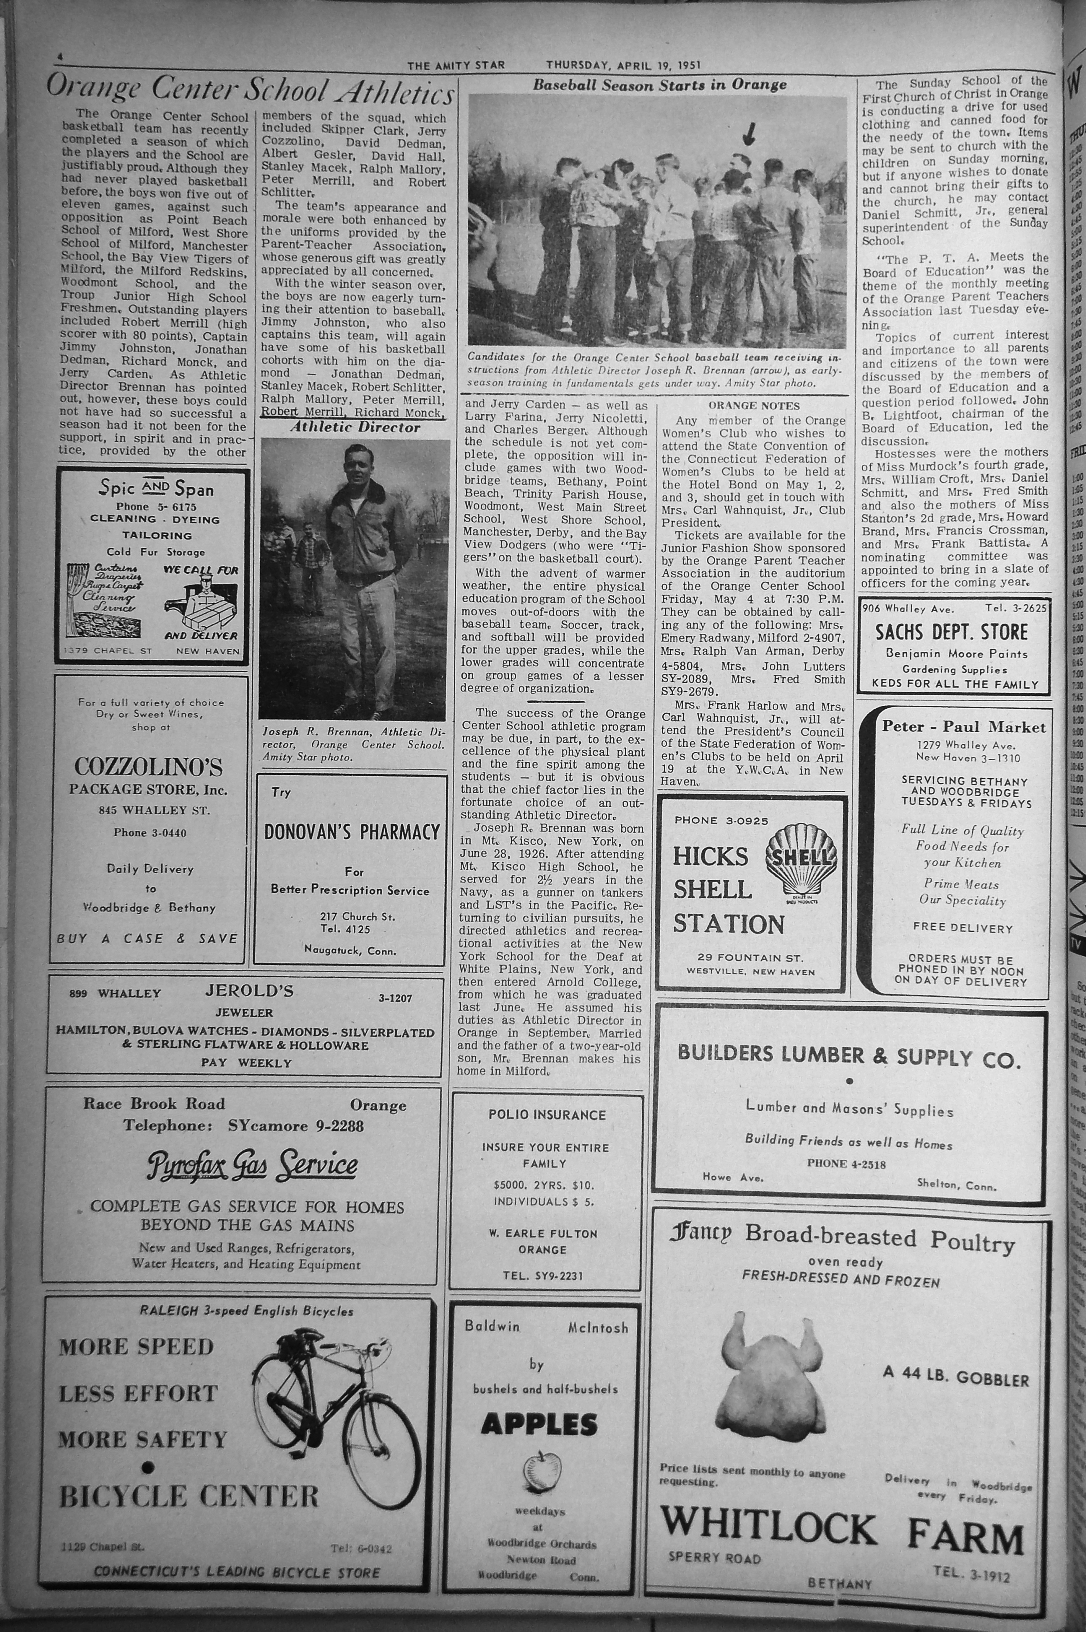 4
THE AMITY STAR THURSDAY, APRIL 19, 1951
Orange Center School Athletics
The Orange Center School
basketball team has recently
completed a season of which
the players and the School are
justifiably proud. Although they
had never played basketball
before, the boys won five out of
eleven games, against such
opposition as Point Beach
School of Milford, West Shore
School of Milford, Manchester
School, the Bay View Tigers of
Milford, the Milford Redskins,
Woodmont School, and the
Troup Junior High School
Freshmen. Outstanding players
included Robert Merrill (high
scorer with 80 points), Captain
Jimmy Johnston, Jonathan
Dedman, Richard Monck, and
Jerry Carden. As Athletic
Director Brennan has pointed
out, however, these boys could
not have had so successful a
season had it not been for the
support, in spirit and in prac-
tice, provided by the other
members of the squad, which
included Skipper Clark, Jerry
Cozzolino, David Dedman,
Albert Gesler, David Hall,
Stanley Macek, Ralph Mallory,
Peter Merrill, and Robert
Schlitter.
The team's appearance and
morale were both enhanced by
the uniforms provided by the
Parent-Teacher Association,
whose generous gift was greatly
appreciated by all concerned.
With the winter season over,
the boys are now eagerly turn-
ing their attention to baseball.
Jimmy Johnston, who also
captains this team, will again
have some of his basketball
cohorts with him on the dia-
mond — Jonathan Dedman,
Stanley Macek, Robert Schlitter,
Ralph Mallory, Peter Merrill,
Robert Merrill, Richard Monck,
Baseball Season Starts in Orange
Candidates for the Orange Center School baseball team receiving in-
structions from Athletic Director Joseph R. Brennan (arrow), as early-
season training in fundamentals gets under way. Amity Star photo.
and Jerry Carden — as well as
Larry Farina, Jerry Nicoletti,
and Charles Berger. Although
the schedule is not yet com-
plete, the opposition will in-
clude games with two Wood-
bridge teams, Bethany, Point
Beach, Trinity Parish House,
Woodmont, West Main Street
School, West Shore School,
Manchester, Derby, and the Bay
View Dodgers (who were "Ti-
gers" on the basketball court).
With the advent of warmer
weather, the entire physical
education program of the School
moves out-of-doors with the
baseball team. Soccer, track,
and softball will be provided
for the upper grades, while the
lower grades will concentrate
on group games of a lesser
degree of organization.
The success of the Orange
Center School athletic program
may be due, in part, to the ex-
cellence of the physical plant
and the fine spirit among the
students — but it is obvious
that the chief factor lies in the
fortunate choice of an out-
standing Athletic Director.
Joseph R. Brennan was born
in Mt. Kisco, New York, on
June 28, 1926. After attending
Mt. Kisco High School, he
served for 2½ years in the
Navy, as a gunner on tankers
and LST's in the Pacific. Re-
turning to civilian pursuits, he
directed athletics and recrea-
tional activities at the New
York School for the Deaf at
White Plains, New York, and
then entered Arnold College,
from which he was graduated
last June. He assumed his
duties as Athletic Director in
Orange in September. Married
and the father of a two-year-old
son, Mr. Brennan makes his
home in Milford.
Athletic Director
Joseph R. Brennan, Athletic Di-
rector, Orange Center School.
Amity Star photo.
ORANGE NOTES
Any member of the Orange
Women's Club who wishes to
attend the State Convention of
the Connecticut Federation of
Women's Clubs to be held at
the Hotel Bond on May 1, 2,
and 3, should get in touch with
Mrs. Carl Wahnquist, Jr., Club
President.
Tickets are available for the
Junior Fashion Show sponsored
by the Orange Parent Teacher
Association in the auditorium
of the Orange Center School
Friday, May 4 at 7:30 P.M.
They can be obtained by call-
ing any of the following: Mrs.
Emery Radwany, Milford 2-4907,
Mrs. Ralph Van Arman, Derby
4-5804, Mrs. John Lutters
SY-2089, Mrs. Fred Smith
SY9-2679.
Mrs. Frank Harlow and Mrs.
Carl Wahnquist, Jr., will at-
tend the President's Council
of the State Federation of Wom-
en's Clubs to be held on April
19 at the Y.W.C.A. in New
Haven.
The Sunday School of the
First Church of Christ in Orange
is conducting a drive for used
clothing and canned food for
the needy of the town. Items
may be sent to church with the
children on Sunday morning,
but if anyone wishes to donate
and cannot bring their gifts to
the church, he may contact
Daniel Schmitt, Jr., general
superintendent of the Sunday
School.
"The P. T. A. Meets the
Board of Education" was the
theme of the monthly meeting
of the Orange Parent Teachers
Association last Tuesday eve-
ning.
Topics of current interest
and importance to all parents
and citizens of the town were
discussed by the members of
the Board of Education and a
question period followed. John
B. Lightfoot, chairman of the
Board of Education, led the
discussion.
Hostesses were the mothers
of Miss Murdock's fourth grade,
Mrs. William Croft, Mrs. Daniel
Schmitt, and Mrs. Fred Smith
and also the mothers of Miss
Stanton's 2d grade, Mrs. Howard
Brand, Mrs. Francis Crossman,
and Mrs. Frank Battista. A
nominating committee was
appointed to bring in a slate of
officers for the coming year.
Spic AND Span
Phone 5-6175
CLEANING - DYEING
TAILORING
Cold Fur Storage
Curtains
Draperies
Rugs & Carpet
Cleaning
Service
WE CALL FOR
AND DELIVER
1379 CHAPEL ST NEW HAVEN
For a full variety of choice
Dry or Sweet Wines,
shop at
COZZOLINO'S
PACKAGE STORE, Inc.
845 WHALLEY ST.
Phone 3-0440
Daily Delivery
to
Woodbridge & Bethany
BUY A CASE & SAVE
Try
DONOVAN'S PHARMACY
For
Better Prescription Service
217 Church St.
Tel. 4125
Naugatuck, Conn.
899 WHALLEY JEROLD'S 3-1207
JEWELER
HAMILTON, BULOVA WATCHES - DIAMONDS - SILVERPLATED
& STERLING FLATWARE & HOLLOWARE
PAY WEEKLY
Race Brook Road Orange
Telephone: SYcamore 9-2288
Pyrofax Gas Service
COMPLETE GAS SERVICE FOR HOMES
BEYOND THE GAS MAINS
New and Used Ranges, Refrigerators,
Water Heaters, and Heating Equipment
RALEIGH 3-speed English Bicycles
MORE SPEED
LESS EFFORT
MORE SAFETY
BICYCLE CENTER
1129 Chapel St. Tel: 6-0342
CONNECTICUT'S LEADING BICYCLE STORE
POLIO INSURANCE
INSURE YOUR ENTIRE
FAMILY
$5000. 2YRS. $10.
INDIVIDUALS $ 5.
W. EARLE FULTON
ORANGE
TEL. SY9-2231
Baldwin McIntosh
by
bushels and half-bushels
APPLES
weekdays
at
Woodbridge Orchards
Newton Road
Woodbridge Conn.
PHONE 3-0925
HICKS
SHELL
STATION
SHELL
29 FOUNTAIN ST.
WESTVILLE, NEW HAVEN
906 Whalley Ave. Tel. 3-2625
SACHS DEPT. STORE
Benjamin Moore Paints
Gardening Supplies
KEDS FOR ALL THE FAMILY
Peter - Paul Market
1279 Whalley Ave.
New Haven 3-1310
SERVICING BETHANY
AND WOODBRIDGE
TUESDAYS & FRIDAYS
Full Line of Quality
Food Needs for
your Kitchen
Prime Meats
Our Speciality
FREE DELIVERY
ORDERS MUST BE
PHONED IN BY NOON
ON DAY OF DELIVERY
BUILDERS LUMBER & SUPPLY CO.
Lumber and Masons' Supplies
Building Friends as well as Homes
PHONE 4-2518
Howe Ave. Shelton, Conn.
Fancy Broad-breasted Poultry
oven ready
FRESH-DRESSED AND FROZEN
A 44 LB. GOBBLER
Price lists sent monthly to anyone
requesting.
Delivery in Woodbridge
every Friday.
WHITLOCK FARM
SPERRY ROAD TEL. 3-1912
BETHANY